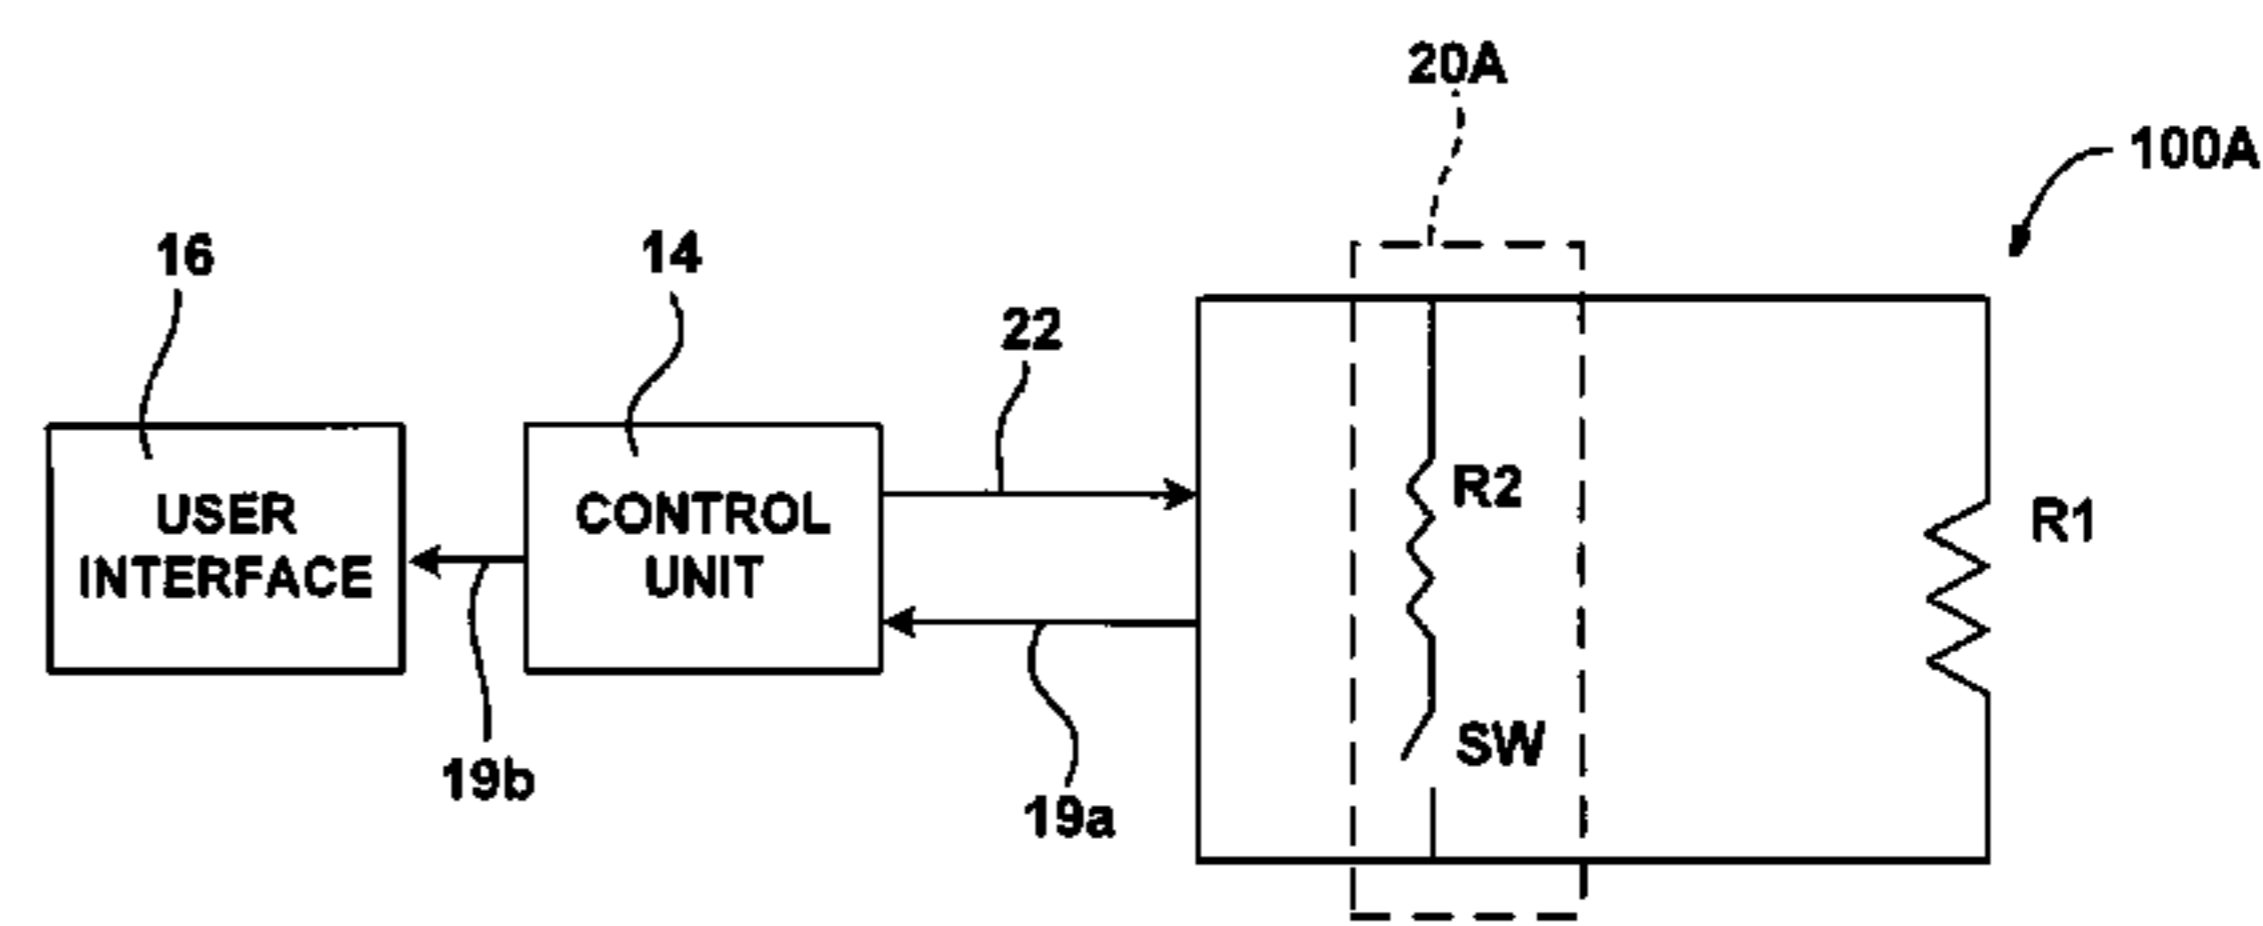 20A
100A
16
14
22
USER
INTERFACE
CONTROL
UNIT
R2
R1
SW
19b
19a